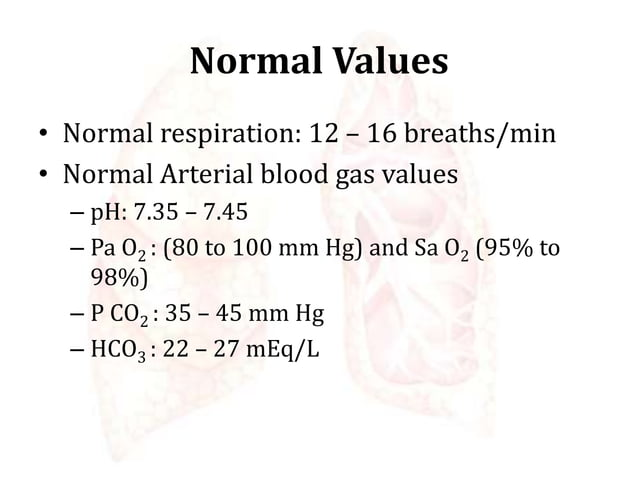 Normal Values
• Normal respiration: 12 – 16 breaths/min
• Normal Arterial blood gas values
– pH: 7.35 – 7.45
– Pa O₂ : (80 to 100 mm Hg) and Sa O₂ (95% to
98%)
– P CO₂ : 35 – 45 mm Hg
– HCO₃ : 22 – 27 mEq/L